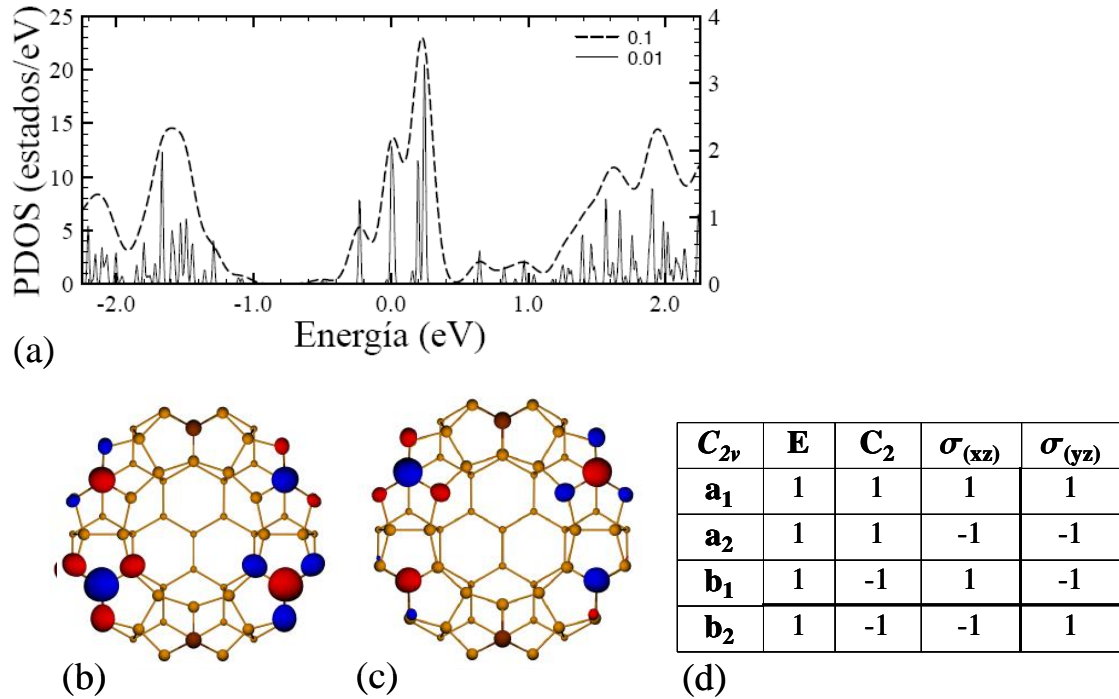 25
20
15
10
5
0
PDOS (estados/eV)
4
3
2
1
0
0.1
0.01
-2.0 -1.0 0.0 1.0 2.0
Energía (eV)
(a)
(b)
(c)
C2v E C2 σ(xz) σ(yz)
a1 1 1 1 1
a2 1 1 -1 -1
b1 1 -1 1 -1
b2 1 -1 -1 1
(d)